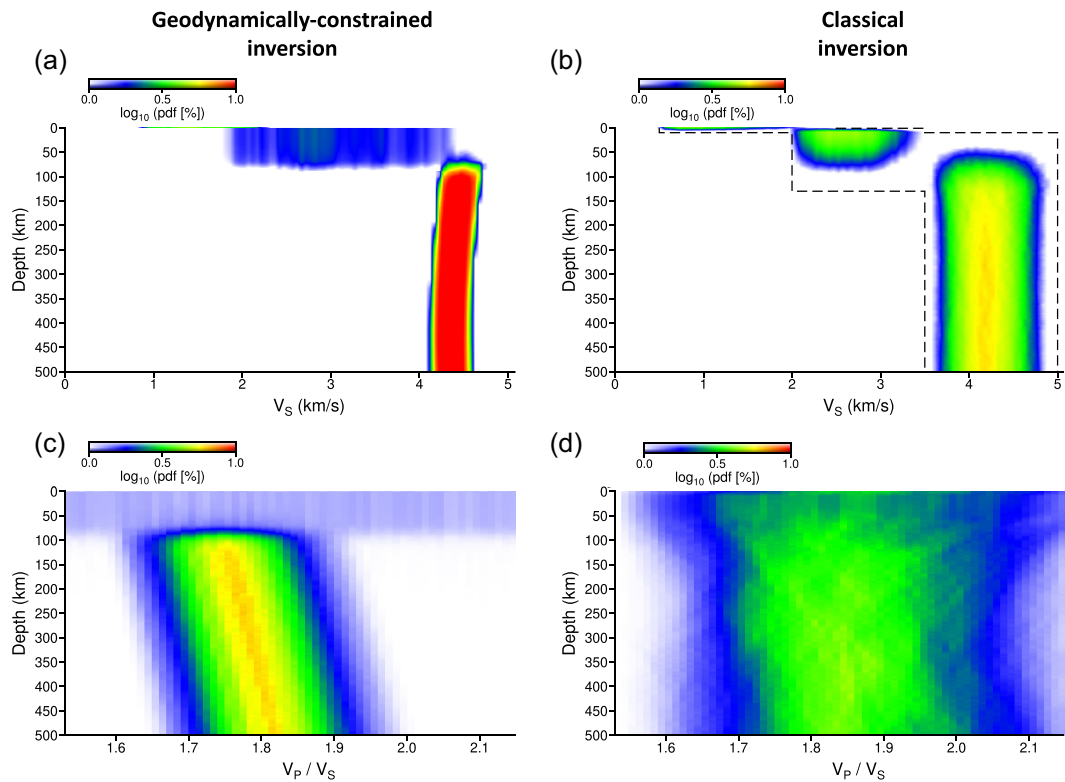 Geodynamically-constrained
inversion
Classical
inversion
(a)
0.0 0.5 1.0
log10 (pdf [%])
0
50
100
150
200
250
300
350
400
450
500
Depth (km)
0 1 2 3 4 5
VS (km/s)
(b)
0.0 0.5 1.0
log10 (pdf [%])
0
50
100
150
200
250
300
350
400
450
500
Depth (km)
0 1 2 3 4 5
VS (km/s)
(c)
0.0 0.5 1.0
log10 (pdf [%])
0
50
100
150
200
250
300
350
400
450
500
Depth (km)
1.6 1.7 1.8 1.9 2.0 2.1
VP / VS
(d)
0.0 0.5 1.0
log10 (pdf [%])
0
50
100
150
200
250
300
350
400
450
500
Depth (km)
1.6 1.7 1.8 1.9 2.0 2.1
VP / VS